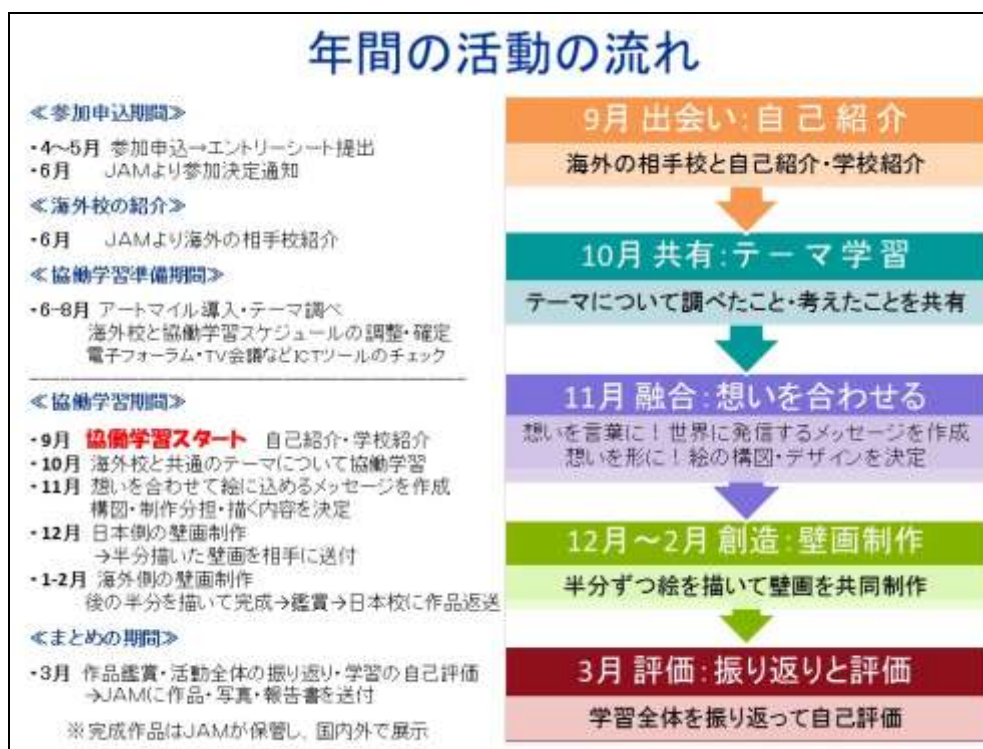 年間の活動の流れ
≪参加申込期間≫
・4～5月 参加申込→エントリーシート提出
・6月 JAMより参加決定通知
≪海外校の紹介≫
・6月 JAMより海外の相手校紹介
≪協働学習準備期間≫
・6-8月 アートマイル導入・テーマ調べ
海外校と協働学習スケジュールの調整・確定
電子フォーラム・TV会議などICTツールのチェック
≪協働学習期間≫
・9月 協働学習スタート 自己紹介・学校紹介
・10月 海外校と共通のテーマについて協働学習
・11月 想いを合わせて絵に込めるメッセージを作成
構図・制作分担・描く内容を決定
・12月 日本側の壁画制作
→半分描いた壁画を相手に送付
・1-2月 海外側の壁画制作
後の半分を描いて完成→鑑賞→日本校に作品返送
≪まとめの期間≫
・3月 作品鑑賞・活動全体の振り返り・学習の自己評価
→JAMに作品・写真・報告書を送付
※完成作品はJAMが保管し、国内外で展示
9月 出会い：自己紹介
海外の相手校と自己紹介・学校紹介
10月 共有：テーマ学習
テーマについて調べたこと・考えたことを共有
11月 融合：想いを合わせる
想いを言葉に！世界に発信するメッセージを作成
想いを形に！絵の構図・デザインを決定
12月～2月 創造：壁画制作
半分ずつ絵を描いて壁画を共同制作
3月 評価：振り返りと評価
学習全体を振り返って自己評価